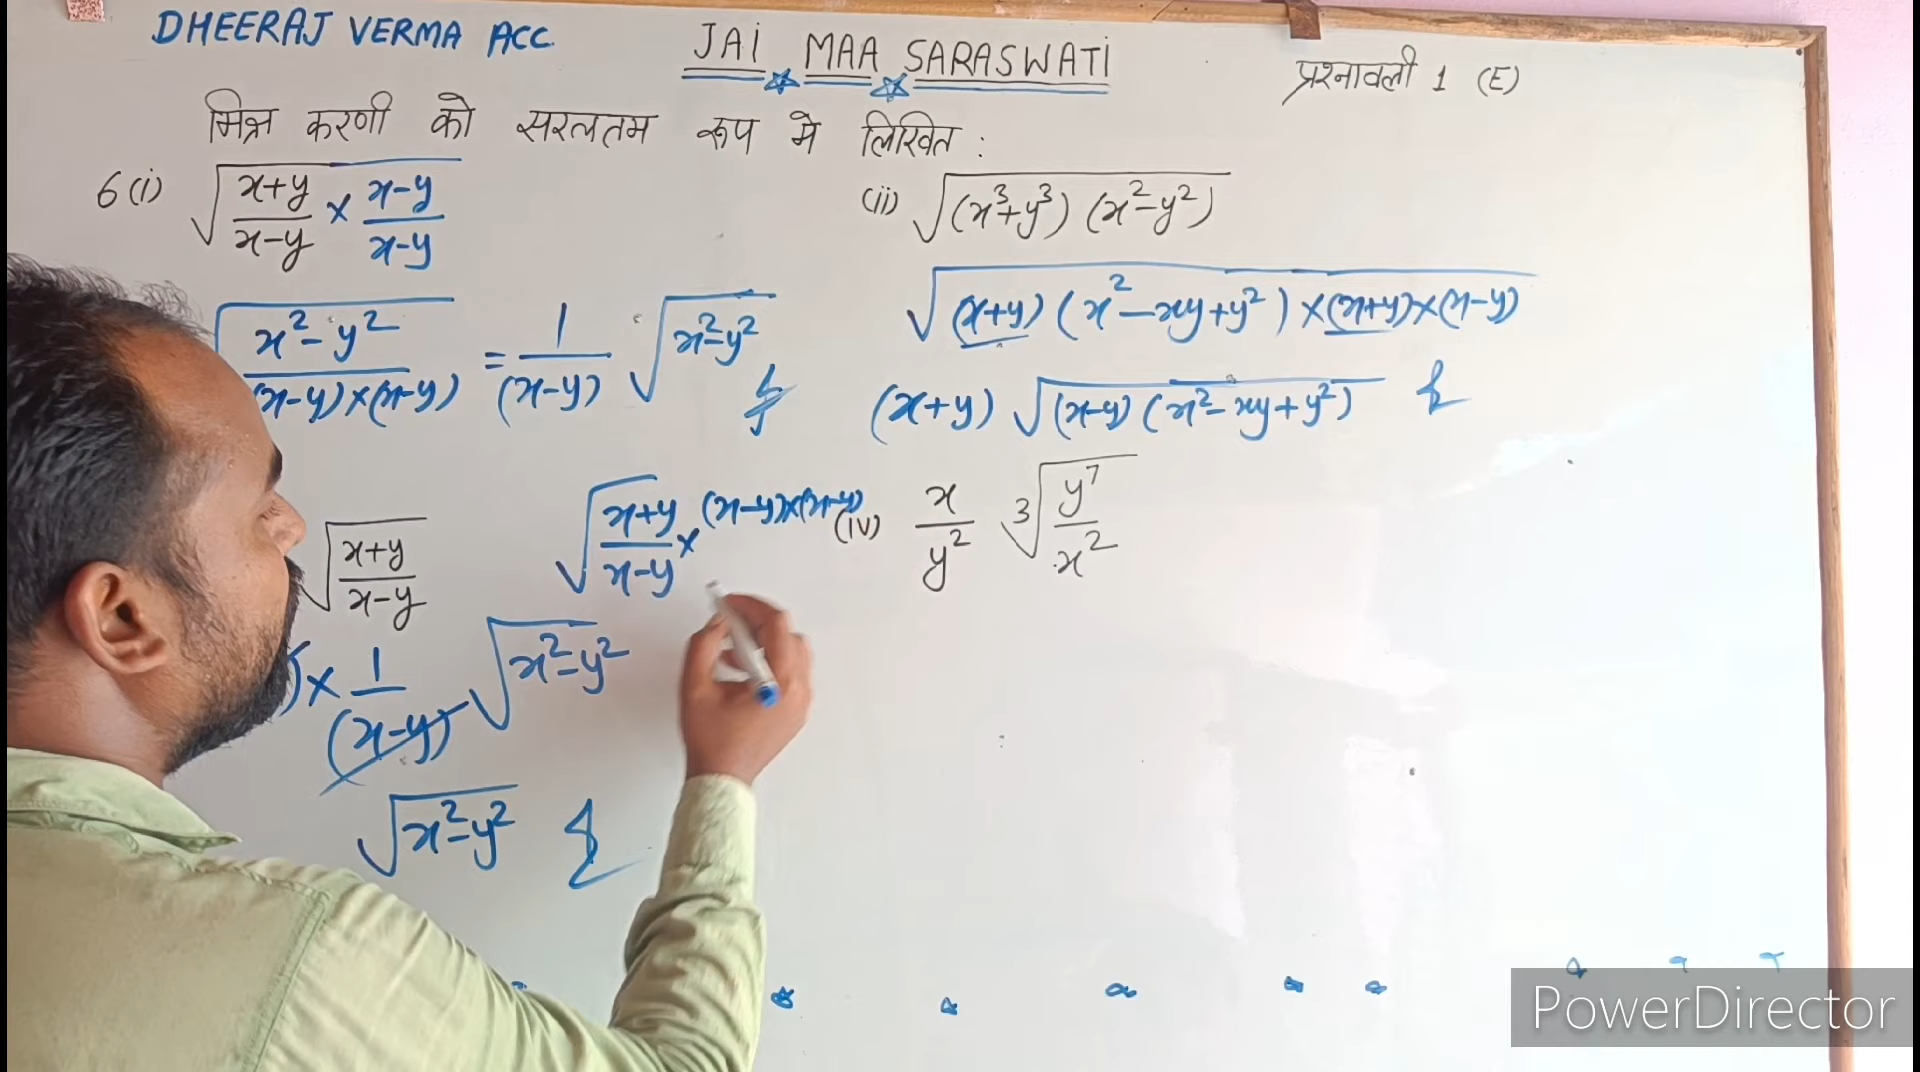 DHEERAJ VERMA ACC.
JAI MAA SARASWATI
प्रश्नावली 1 (E)
मिन्न करणी को सरलतम रूप मे लिखित :
6(i) √((x+y)/(x-y) × (x-y)/(x-y))
(ii) √((x³+y³) (x²-y²))
√((x²-y²)/((x-y)×(x-y))) = 1/(x-y) √(x²-y²)
√((x+y)(x²-xy+y²)×(x+y)×(x-y))
(x+y) √((x-y)(x²-xy+y²))
√((x+y)/(x-y))
√((x+y)/(x-y) × (x-y)×(x-y)
(iv) x/y² ³√(y⁷/x²)
) × 1/(x-y) √(x²-y²)
√(x²-y²)
PowerDirector